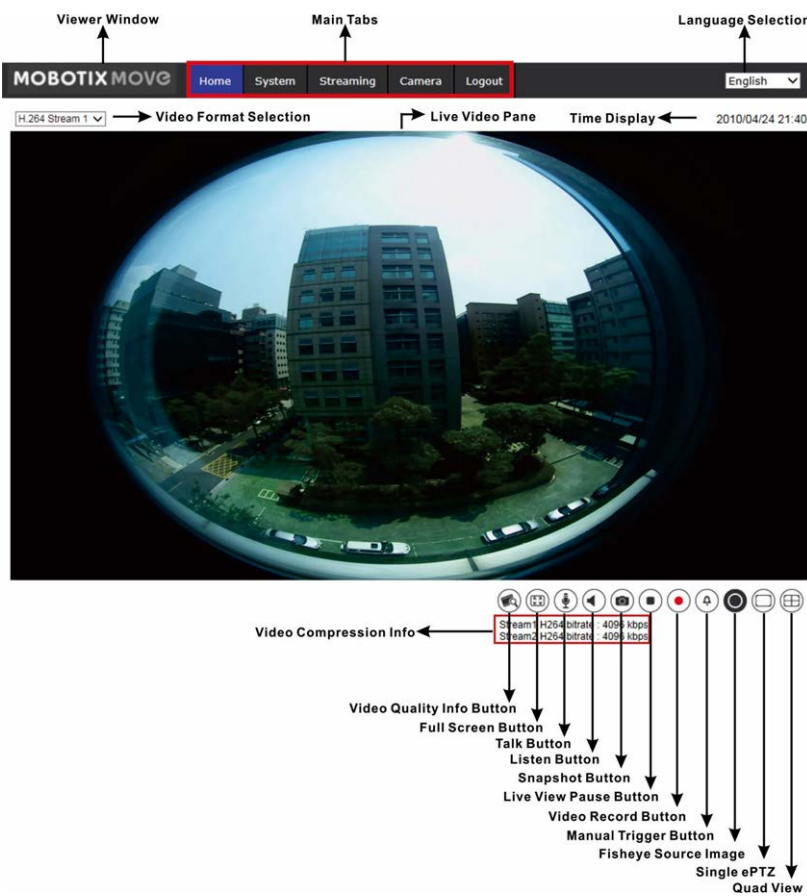 Viewer Window Main Tabs Language Selection
MOBOTIX MOVE Home System Streaming Camera Logout English
H.264 Stream 1 Video Format Selection Live Video Pane Time Display 2010/04/24 21:40
Stream1 H264 bitrate : 4096 kbps
Video Compression Info
Stream2 H264 bitrate : 4096 kbps
Video Quality Info Button
Full Screen Button
Talk Button
Listen Button
Snapshot Button
Live View Pause Button
Video Record Button
Manual Trigger Button
Fisheye Source Image
Single ePTZ
Quad View